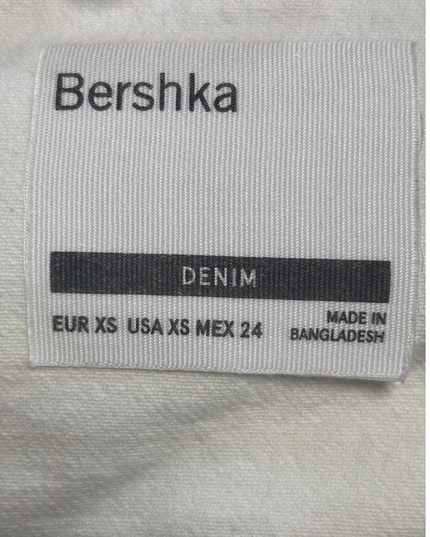 Bershka
DENIM
EUR XS USA XS MEX 24
MADE IN
BANGLADESH